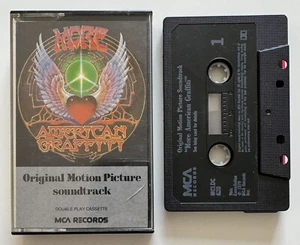 MORE
AMERICAN
GRAFFITI
Original Motion Picture
soundtrack
DOUBLE-PLAY CASSETTE
MCA RECORDS
1
Original Motion Picture Soundtrack
"More American Graffiti"
MCA
RECORDS
MCLDC